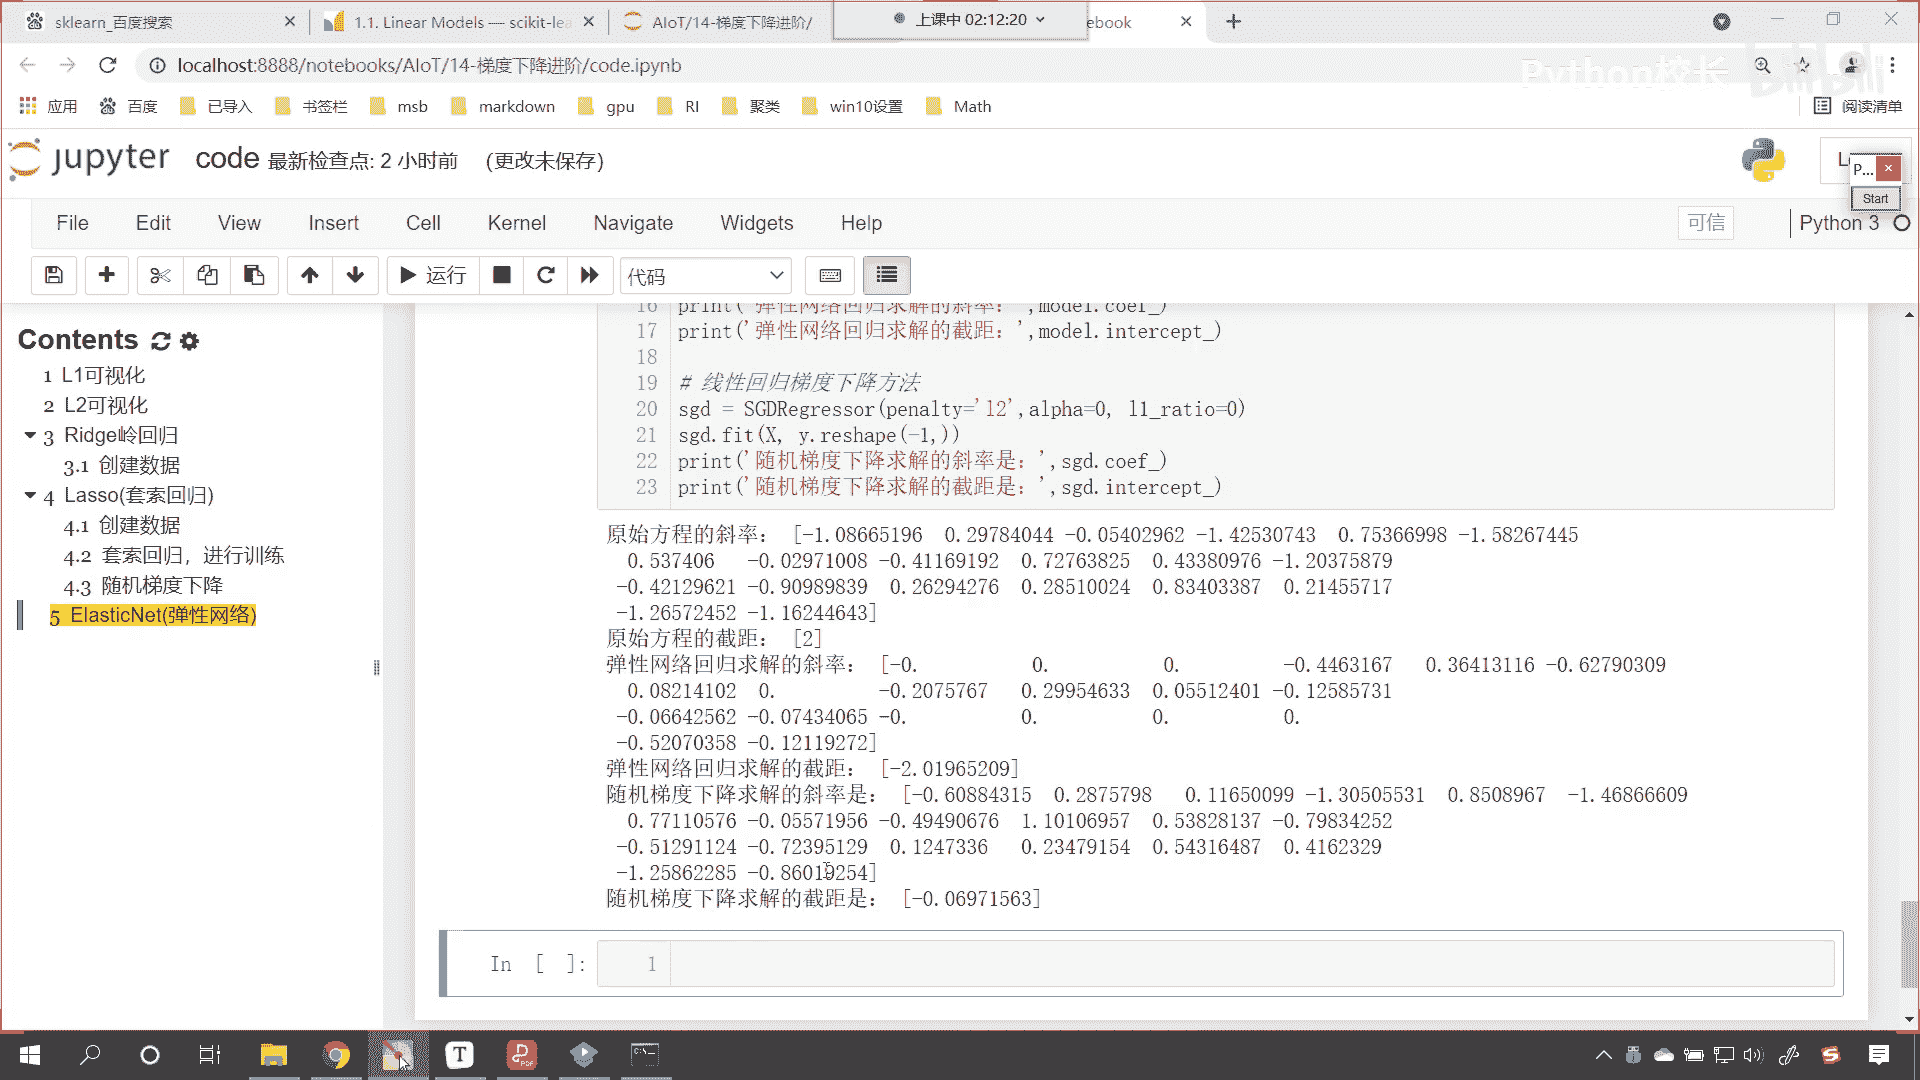 sklearn_百度搜索
1.1. Linear Models — scikit-lea
AIoT/14-梯度下降进阶/
上课中 02:12:20
ebook
localhost:8888/notebooks/AIoT/14-梯度下降进阶/code.ipynb
Python校长
bilibili
应用 百度 已导入 书签栏 msb markdown gpu RI 聚类 win10设置 Math 阅读清单
jupyter code 最新检查点: 2 小时前 (更改未保存)
P...
Start
File Edit View Insert Cell Kernel Navigate Widgets Help 可信 Python 3
运行 代码
Contents
1 L1可视化
2 L2可视化
3 Ridge岭回归
3.1 创建数据
4 Lasso(套索回归)
4.1 创建数据
4.2 套索回归，进行训练
4.3 随机梯度下降
5 ElasticNet(弹性网络)
16 print('弹性网络回归求解的斜率：',model.coef_)
17 print('弹性网络回归求解的截距：',model.intercept_)
18
19 # 线性回归梯度下降方法
20 sgd = SGDRegressor(penalty='l2',alpha=0, l1_ratio=0)
21 sgd.fit(X, y.reshape(-1,))
22 print('随机梯度下降求解的斜率是：',sgd.coef_)
23 print('随机梯度下降求解的截距是：',sgd.intercept_)
原始方程的斜率： [-1.08665196 0.29784044 -0.05402962 -1.42530743 0.75366998 -1.58267445
0.537406 -0.02971008 -0.41169192 0.72763825 0.43380976 -1.20375879
-0.42129621 -0.90989839 0.26294276 0.28510024 0.83403387 0.21455717
-1.26572452 -1.16244643]
原始方程的截距： [2]
弹性网络回归求解的斜率： [-0. 0. 0. -0.4463167 0.36413116 -0.62790309
0.08214102 0. -0.2075767 0.29954633 0.05512401 -0.12585731
-0.06642562 -0.07434065 -0. 0. 0. 0.
-0.52070358 -0.12119272]
弹性网络回归求解的截距： [-2.01965209]
随机梯度下降求解的斜率是： [-0.60884315 0.2875798 0.11650099 -1.30505531 0.8508967 -1.46866609
0.77110576 -0.05571956 -0.49490676 1.10106957 0.53828137 -0.79834252
-0.51291124 -0.72395129 0.1247336 0.23479154 0.54316487 0.4162329
-1.25862285 -0.86019254]
随机梯度下降求解的截距是： [-0.06971563]
In [ ]: 1